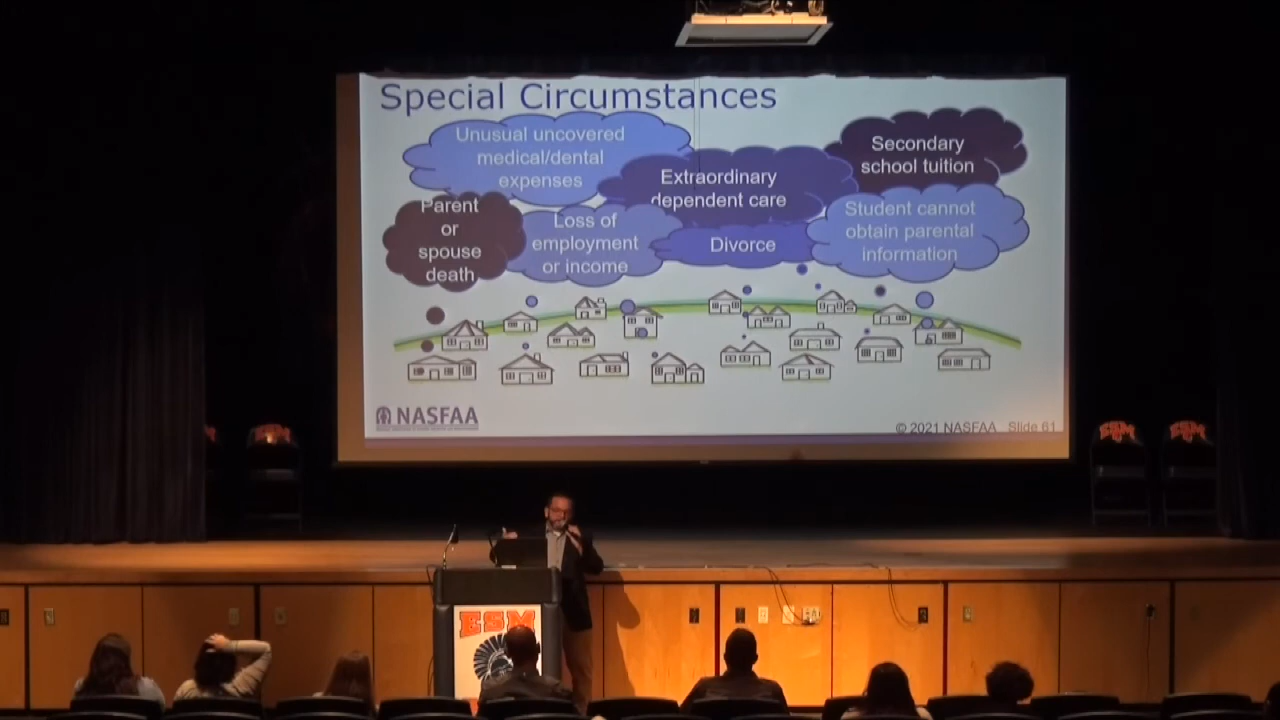 Special Circumstances
Unusual uncovered
medical/dental
expenses
Secondary
school tuition
Extraordinary
dependent care
Parent
or
spouse
death
Loss of
employment
or income
Divorce
Student cannot
obtain parental
information
NASFAA
© 2021 NASFAA Slide 61
ESM
ESM
ESM
ESM